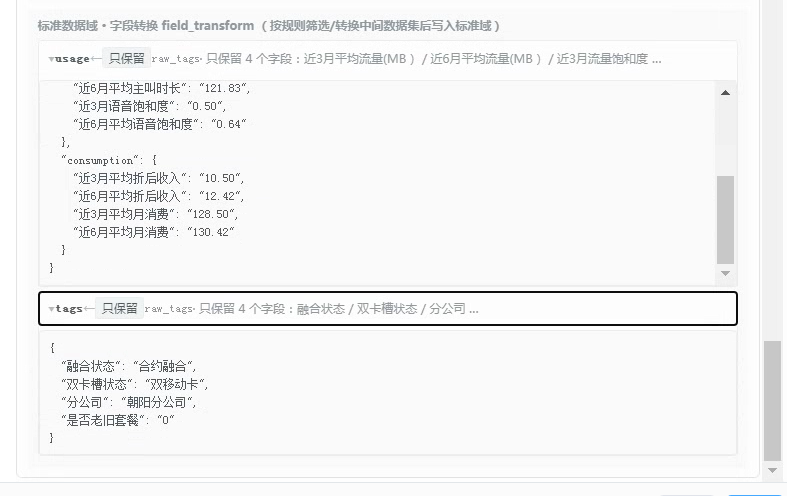 标准数据域 · 字段转换 field_transform （ 按规则筛选/转换中间数据集后写入标准域 ）
▾usage← 只保留 raw_tags· 只保留 4 个字段：近3月平均流量(MB ） / 近6月平均流量(MB ） / 近3月流量饱和度 ...
"近6月平均主叫时长": "121.83",
"近3月语音饱和度": "0.50",
"近6月平均语音饱和度": "0.64"
},
"consumption": {
"近3月平均折后收入": "10.50",
"近6月平均折后收入": "12.42",
"近3月平均月消费": "128.50",
"近6月平均月消费": "130.42"
}
}
▾tags← 只保留 raw_tags· 只保留 4 个字段：融合状态 / 双卡槽状态 / 分公司 ...
{
"融合状态": "合约融合",
"双卡槽状态": "双移动卡",
"分公司": "朝阳分公司",
"是否老旧套餐": "0"
}